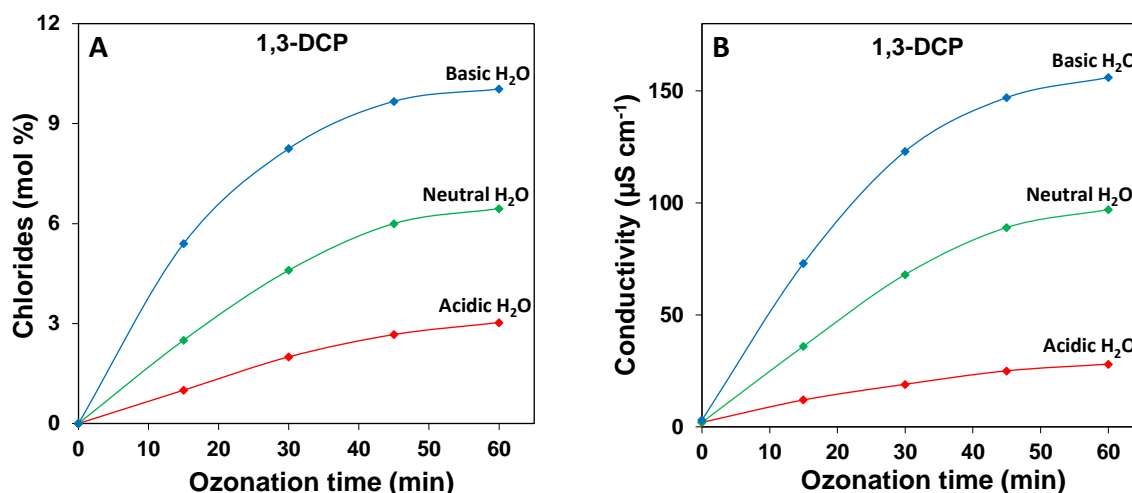 A
1,3-DCP
Chlorides (mol %)
12
9
6
3
0
Basic H₂O
Neutral H₂O
Acidic H₂O
0 10 20 30 40 50 60
Ozonation time (min)
B
1,3-DCP
Conductivity (µS cm⁻¹)
150
100
50
0
Basic H₂O
Neutral H₂O
Acidic H₂O
0 10 20 30 40 50 60
Ozonation time (min)